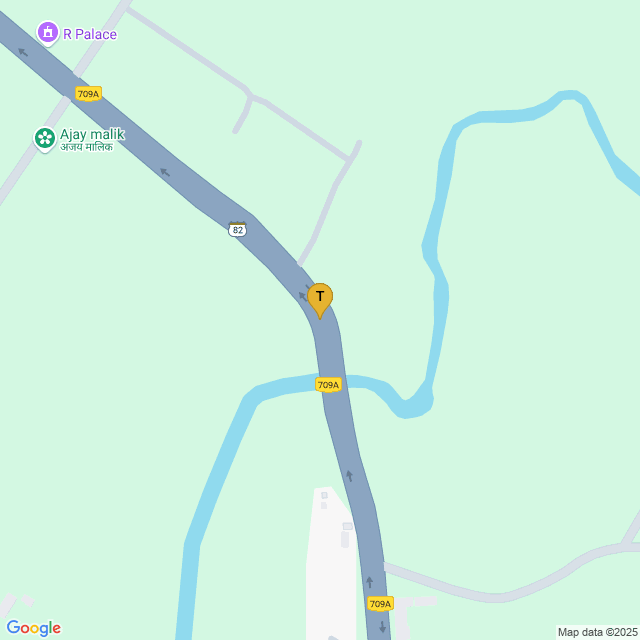 R Palace
709A
Ajay malik
अजय मालिक
82
T
709A
709A
Google
Map data ©2025